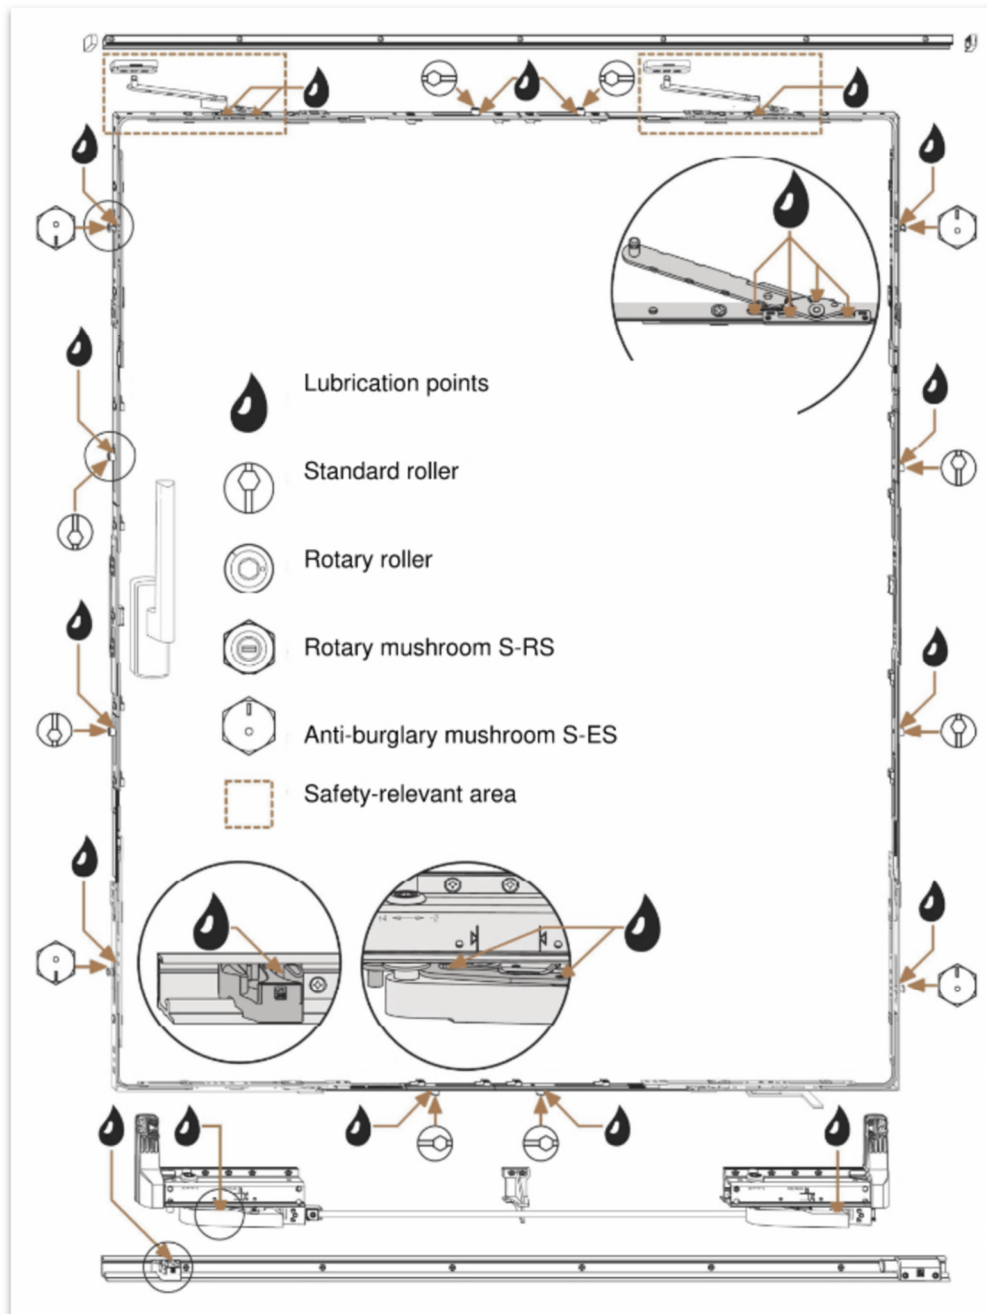 Lubrication points
Standard roller
Rotary roller
Rotary mushroom S-RS
Anti-burglary mushroom S-ES
Safety-relevant area